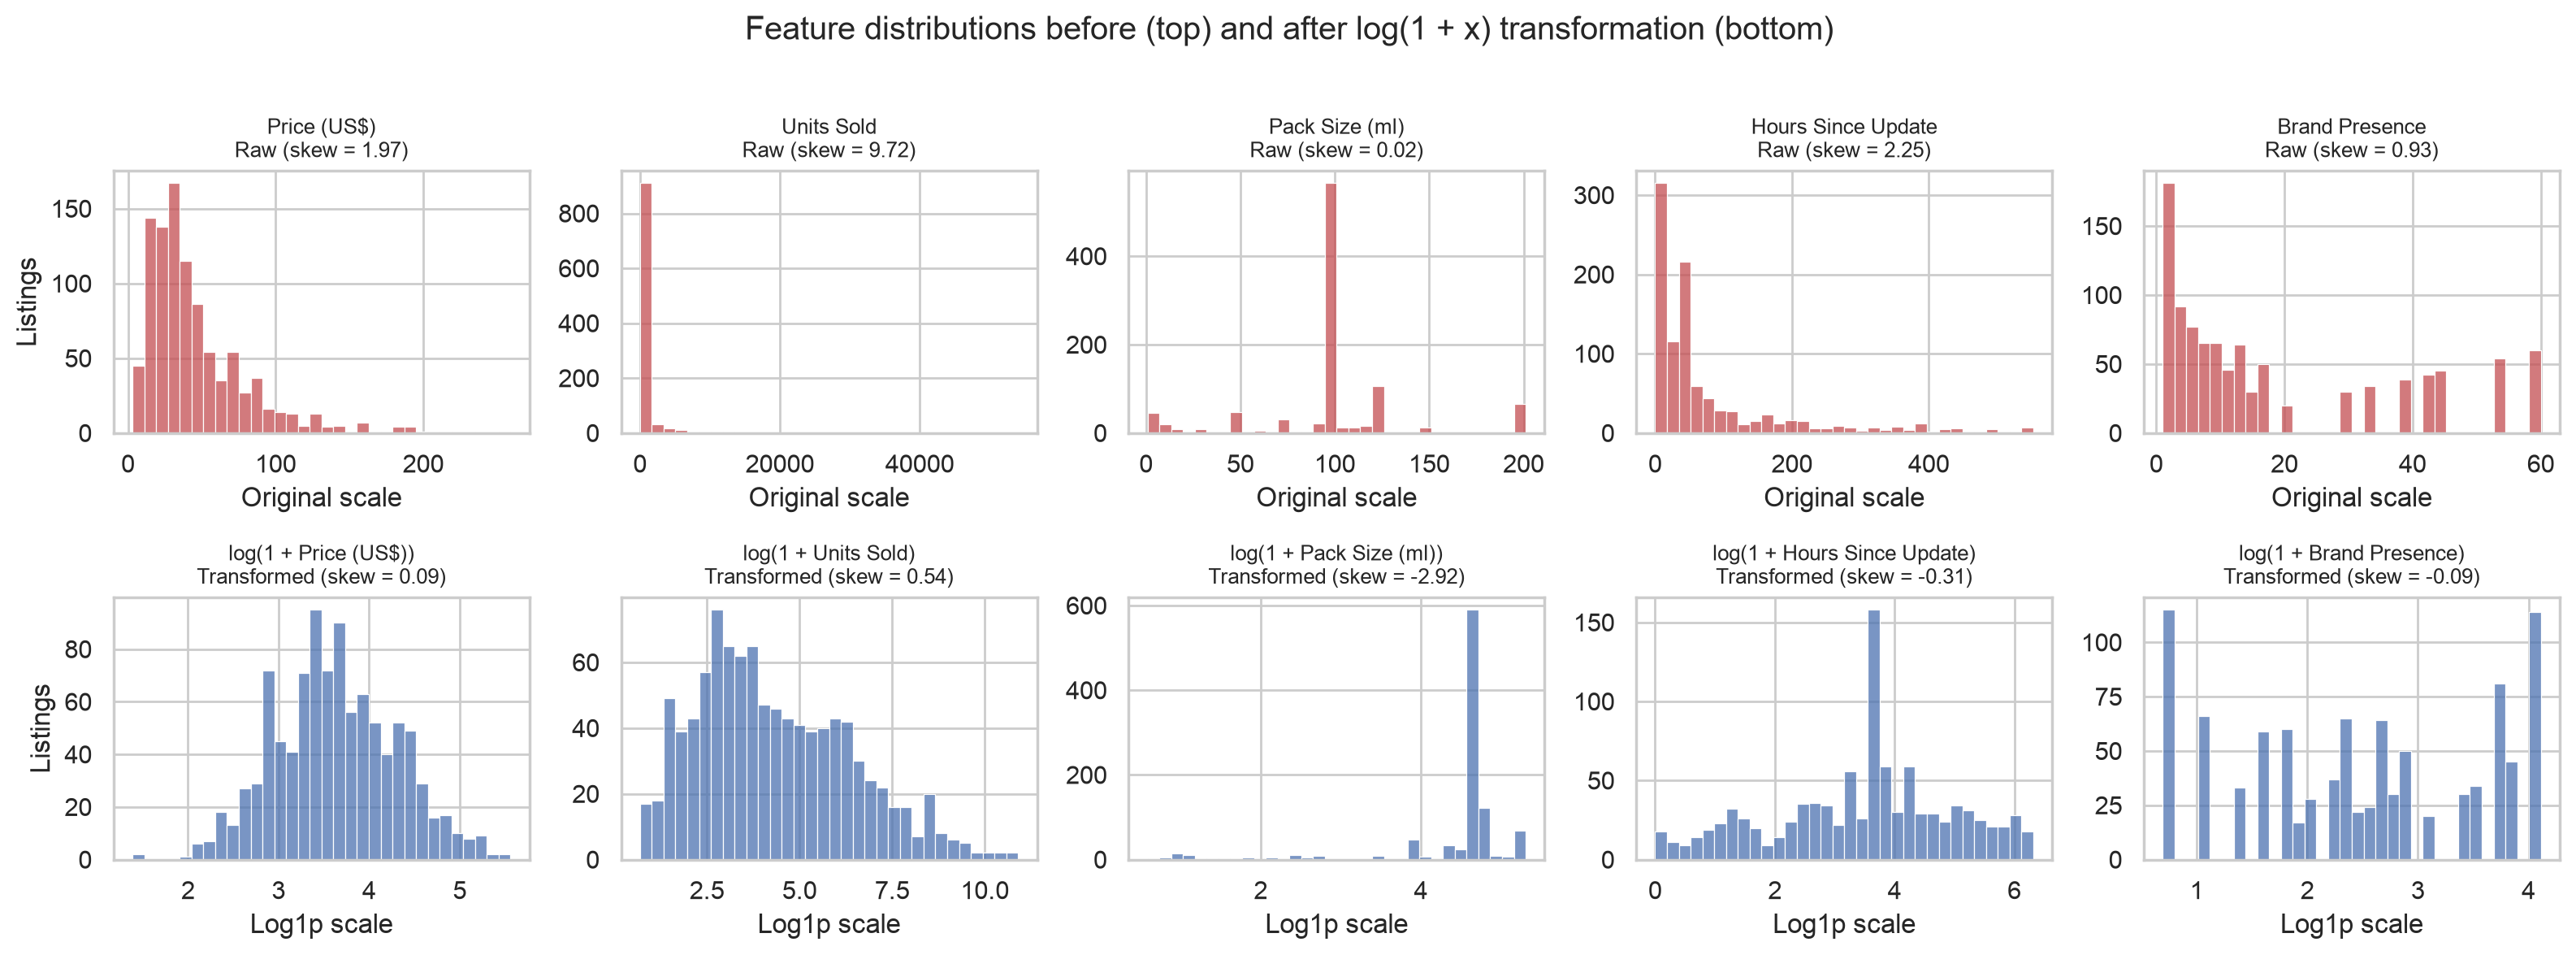 Feature distributions before (top) and after log(1 + x) transformation (bottom)
Price (US$)
Raw (skew = 1.97)
Units Sold
Raw (skew = 9.72)
Pack Size (ml)
Raw (skew = 0.02)
Hours Since Update
Raw (skew = 2.25)
Brand Presence
Raw (skew = 0.93)
Listings
150
100
50
0
0 100 200
Original scale
800
600
400
200
0
0 20000 40000
Original scale
400
200
0
0 50 100 150 200
Original scale
300
200
100
0
0 200 400
Original scale
150
100
50
0
0 20 40 60
Original scale
log(1 + Price (US$))
Transformed (skew = 0.09)
log(1 + Units Sold)
Transformed (skew = 0.54)
log(1 + Pack Size (ml))
Transformed (skew = -2.92)
log(1 + Hours Since Update)
Transformed (skew = -0.31)
log(1 + Brand Presence)
Transformed (skew = -0.09)
Listings
80
60
40
20
0
2 3 4 5
Log1p scale
60
40
20
0
2.5 5.0 7.5 10.0
Log1p scale
600
400
200
0
2 4
Log1p scale
150
100
50
0
0 2 4 6
Log1p scale
100
75
50
25
0
1 2 3 4
Log1p scale